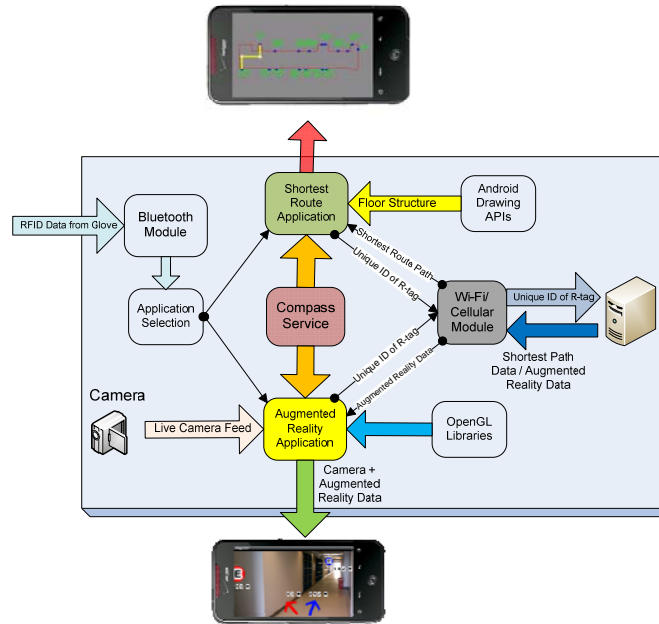 Shortest
Route
Application
Floor Structure
Android
Drawing
APIs
RFID Data from Glove
Bluetooth
Module
Shortest Route Path
Unique ID of R-tag
Application
Selection
Compass
Service
Wi-Fi/
Cellular
Module
Unique ID of R-tag
Shortest Path
Data / Augmented
Reality Data
Unique ID of R-tag
Augmented Reality Data
Camera
Live Camera Feed
Augmented
Reality
Application
OpenGL
Libraries
Camera +
Augmented
Reality Data